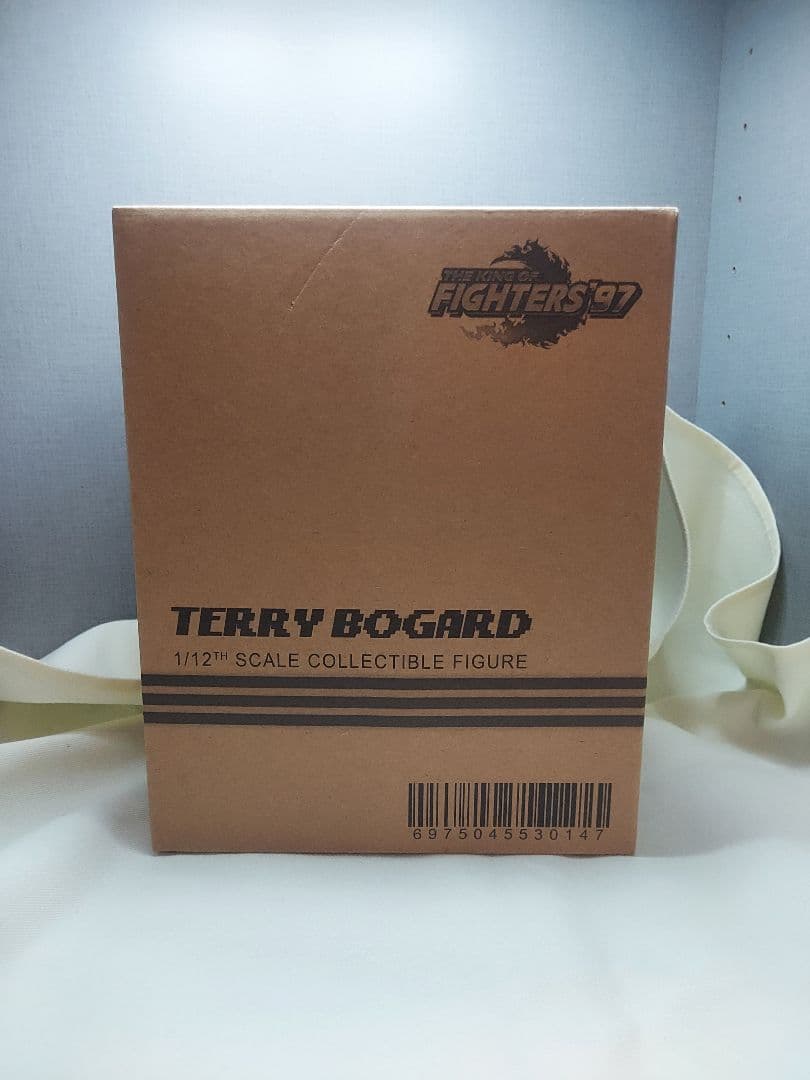 THE KING OF
FIGHTERS'97
TERRY BOGARD
1/12TH SCALE COLLECTIBLE FIGURE
6975045530147